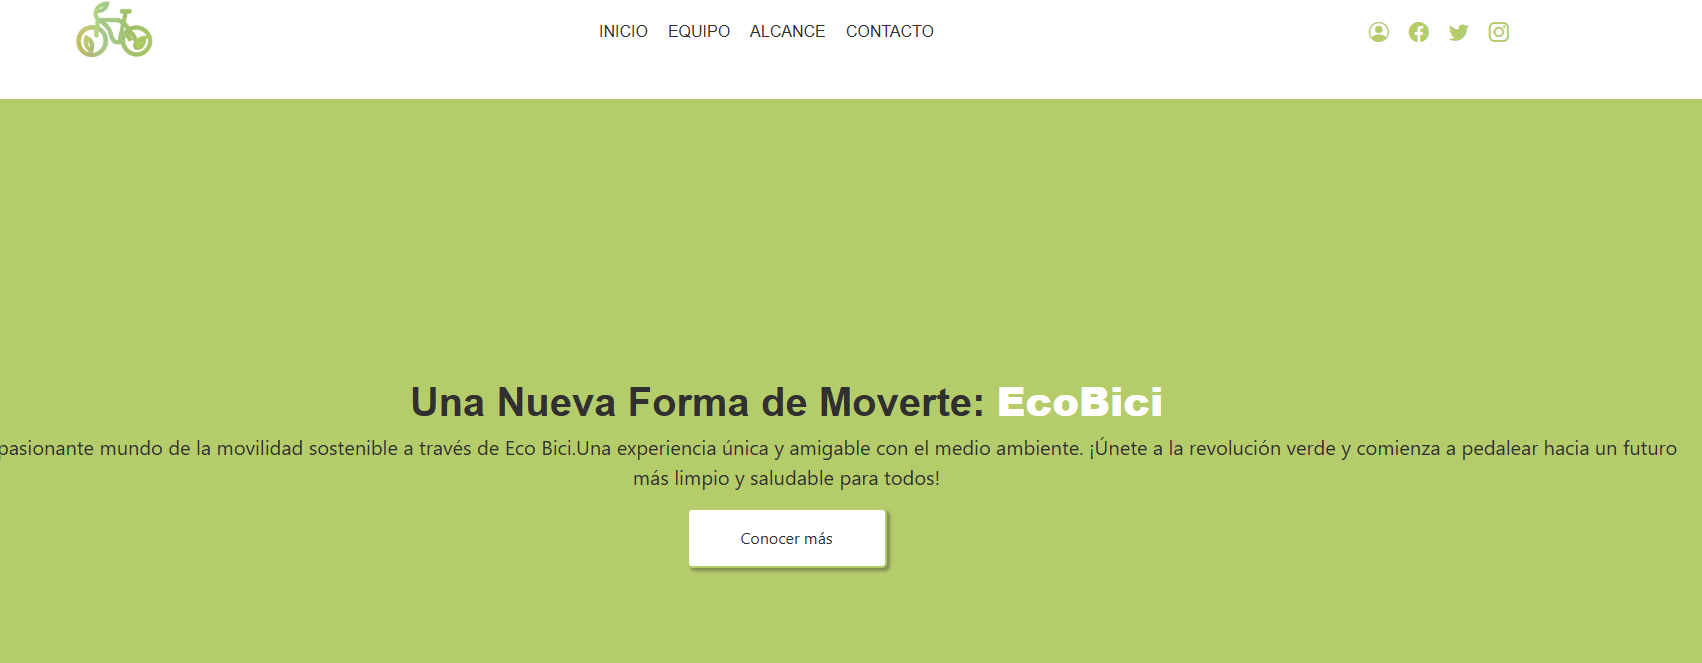 INICIO EQUIPO ALCANCE CONTACTO
Una Nueva Forma de Moverte: EcoBici
pasionante mundo de la movilidad sostenible a través de Eco Bici.Una experiencia única y amigable con el medio ambiente. ¡Únete a la revolución verde y comienza a pedalear hacia un futuro
más limpio y saludable para todos!
Conocer más